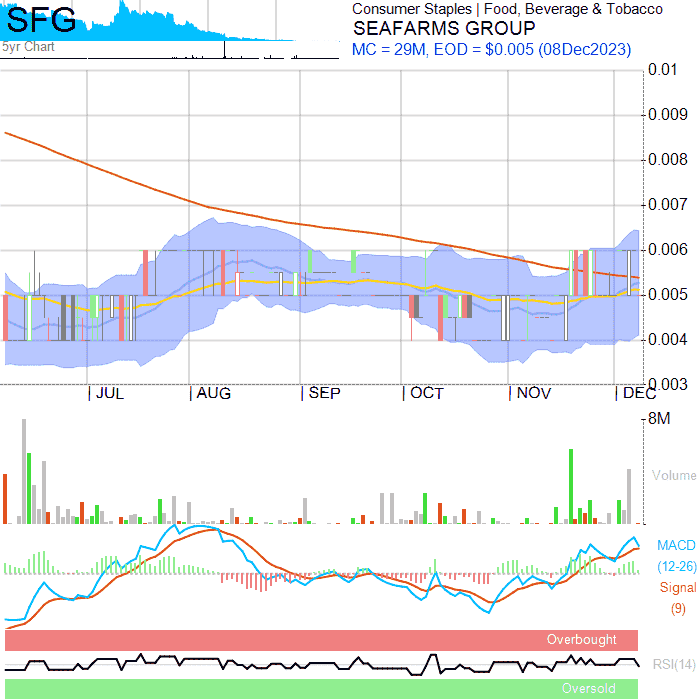 SFG
5yr Chart
Consumer Staples | Food, Beverage & Tobacco
SEAFARMS GROUP
MC = 29M, EOD = $0.005 (08Dec2023)
0.01
0.009
0.008
0.007
0.006
0.005
0.004
0.003
JUL AUG SEP OCT NOV DEC
8M
Volume
MACD
(12-26)
Signal
(9)
Overbought
RSI(14)
Oversold